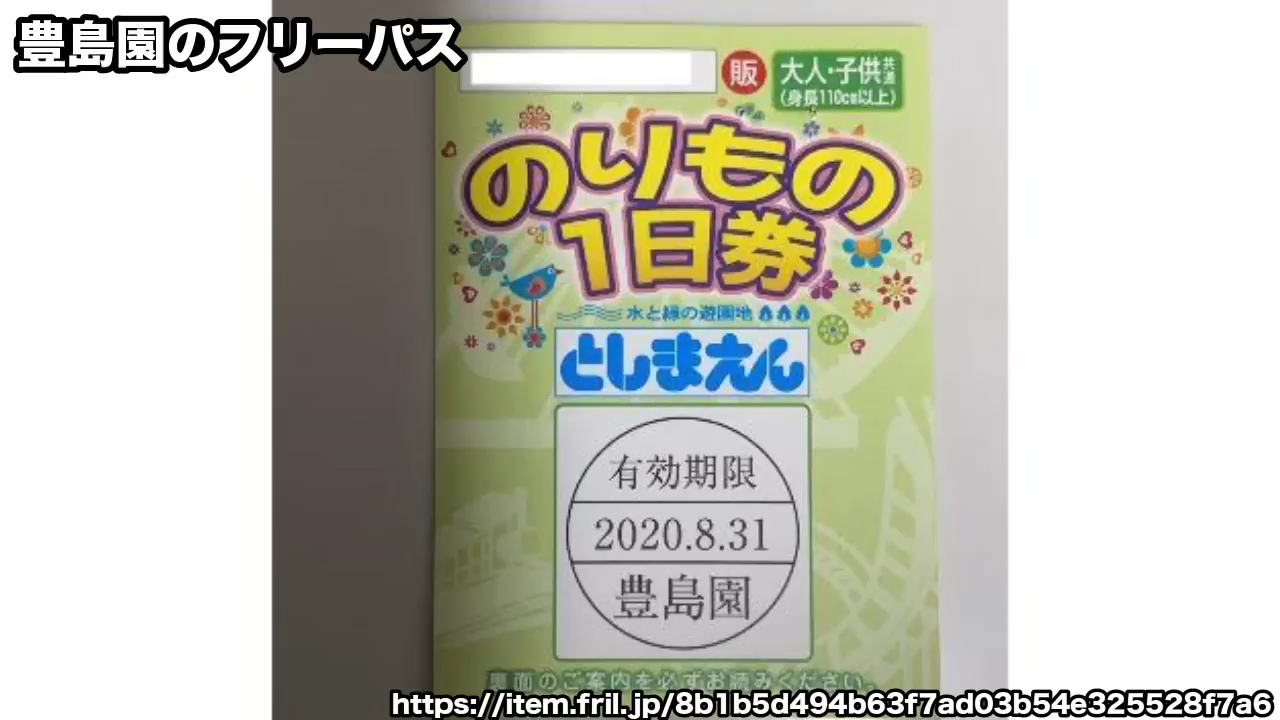 豊島園のフリーパス
販
大人・子供共通
(身長110cm以上)
のりもの
1日券
水と緑の遊園地
としまえん
有効期限
2020.8.31
豊島園
裏面のご案内を必ずお読みください。
https://item.fril.jp/8b1b5d494b63f7ad03b54e325528f7a6